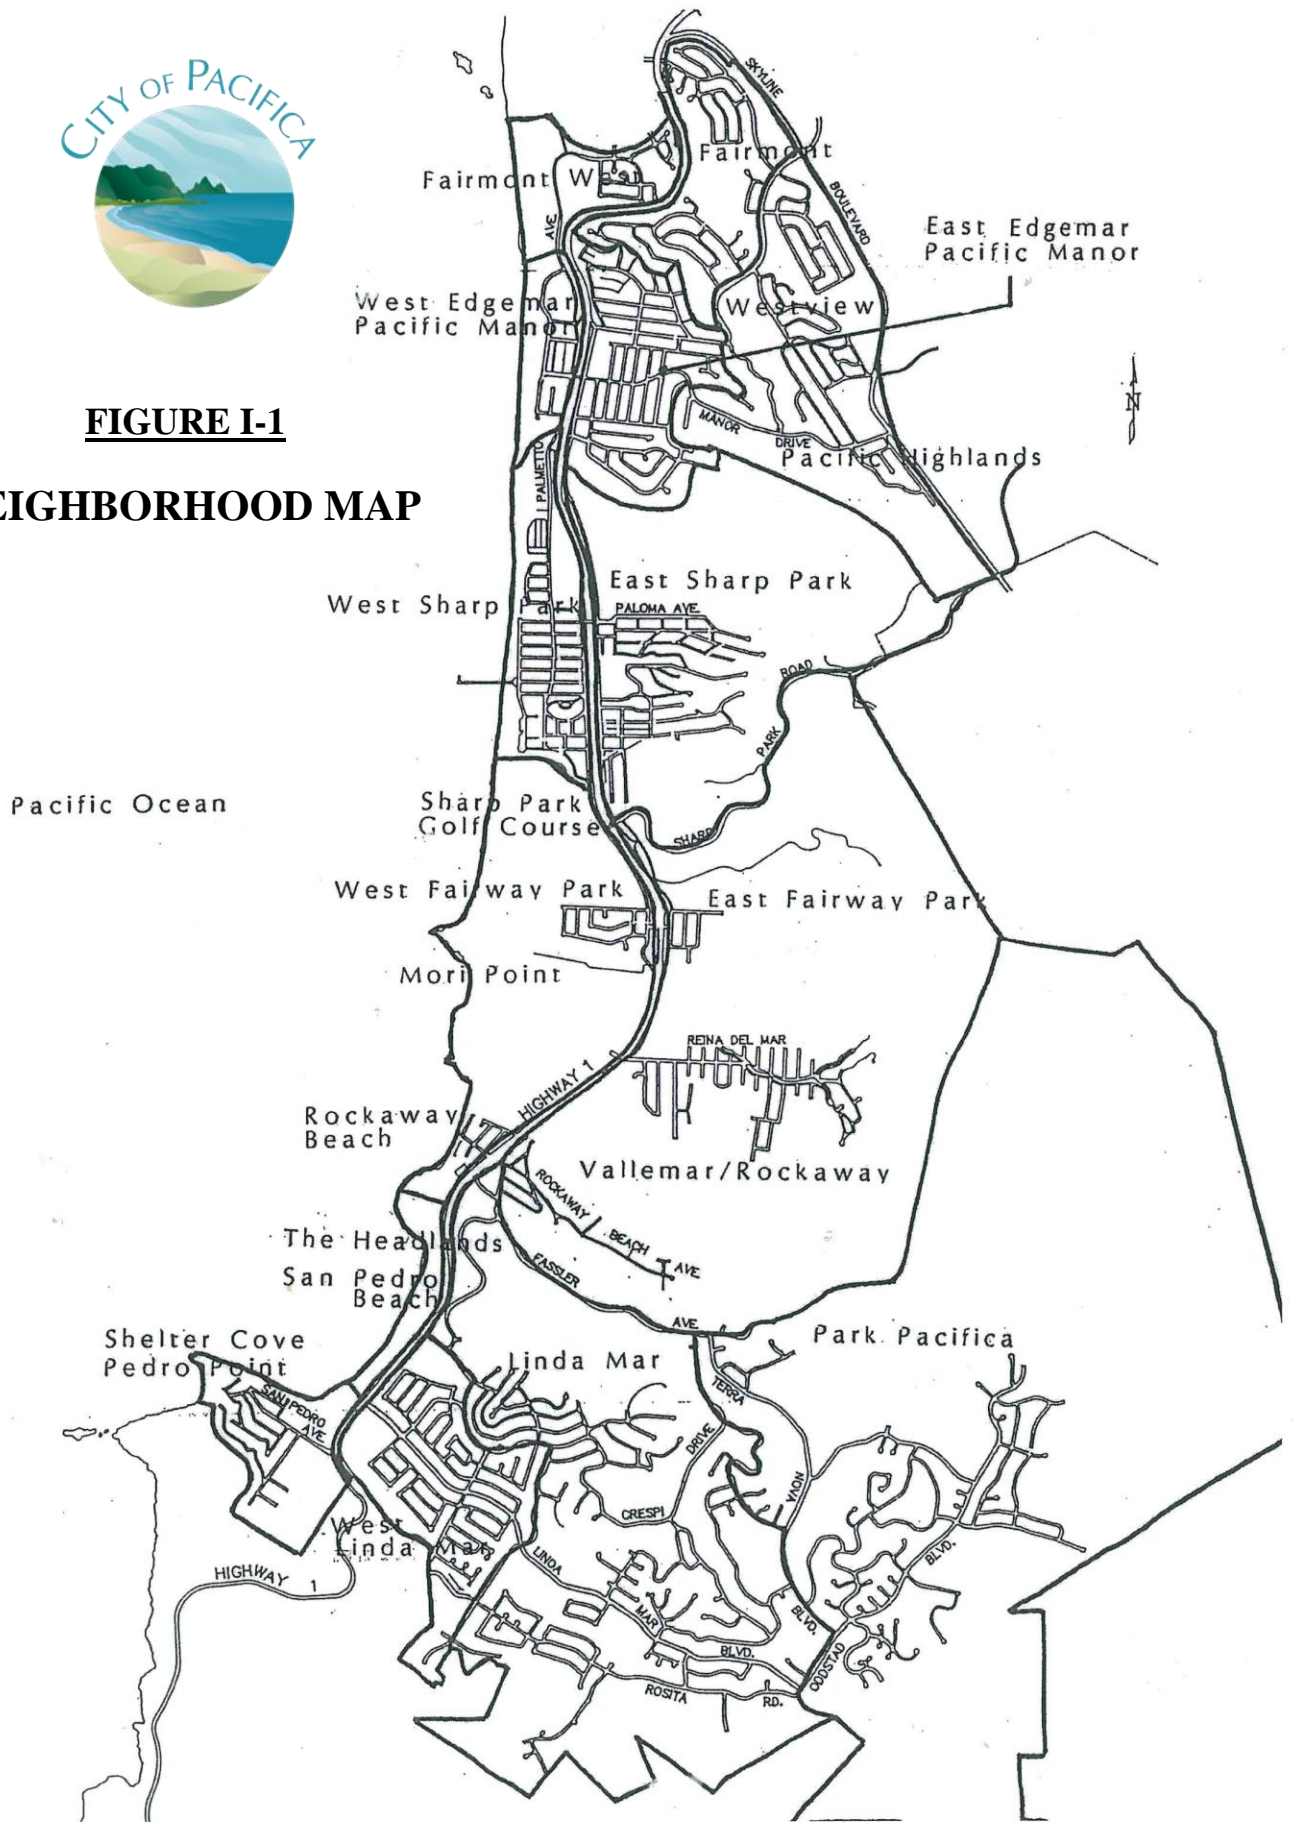 CITY OF PACIFICA
SKYLINE
BOULEVARD
Fairmont
Fairmont West
AVE
East Edgemar
Pacific Manor
West Edgemar
Pacific Manor
Westview
N
FIGURE I-1
MANOR
DRIVE
Pacific Highlands
PALMETTO
EIGHBORHOOD MAP
East Sharp Park
West Sharp Park
PALOMA AVE.
ROAD
PARK
SHARP
Pacific Ocean
Sharp Park
Golf Course
West Fairway Park
East Fairway Park
Mori Point
REINA DEL MAR
HIGHWAY 1
Rockaway
Beach
Vallemar/Rockaway
ROCKAWAY
BEACH
AVE
The Headlands
FASSLER
AVE.
San Pedro
Beach
Shelter Cove
Pedro Point
Park Pacifica
Linda Mar
SAN PEDRO
AVE
TERRA
NOVA
BLVD.
DRIVE
CRESPI
West
Linda Mar
HIGHWAY 1
LINDA
MAR
BLVD.
BLVD.
ODDSTAD
ROSITA
RD.